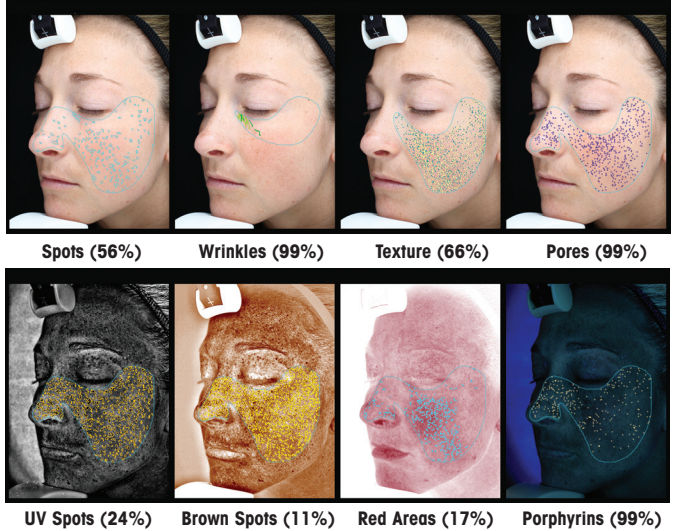 Spots (56%)
Wrinkles (99%)
Texture (66%)
Pores (99%)
UV Spots (24%)
Brown Spots (11%)
Red Areas (17%)
Porphyrins (99%)